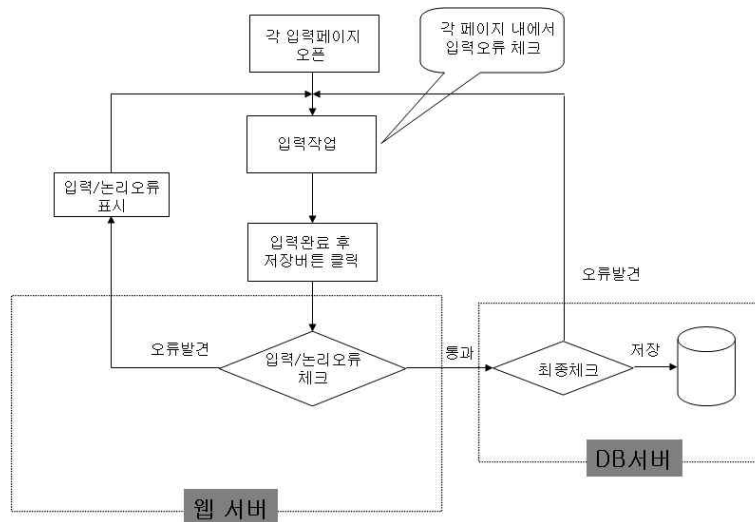 각 입력페이지
오픈
각 페이지 내에서
입력오류 체크
입력작업
입력/논리오류
표시
입력완료 후
저장버튼 클릭
오류발견
오류발견
입력/논리오류
체크
통과
최종체크
저장
DB서버
웹 서버